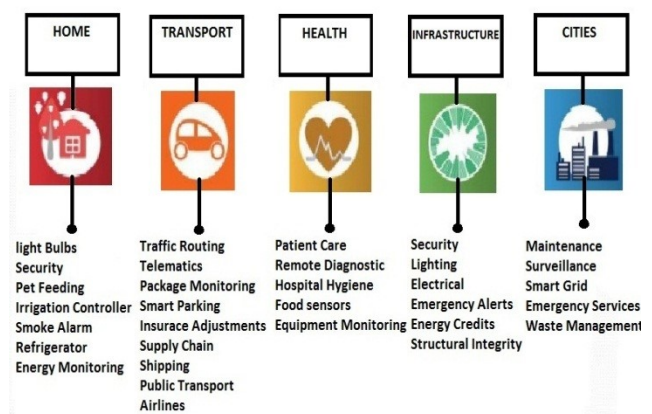 HOME
TRANSPORT
HEALTH
INFRASTRUCTURE
CITIES
light Bulbs
Security
Pet Feeding
Irrigation Controller
Smoke Alarm
Refrigerator
Energy Monitoring
Traffic Routing
Telematics
Package Monitoring
Smart Parking
Insurace Adjustments
Supply Chain
Shipping
Public Transport
Airlines
Patient Care
Remote Diagnostic
Hospital Hygiene
Food sensors
Equipment Monitoring
Security
Lighting
Electrical
Emergency Alerts
Energy Credits
Structural Integrity
Maintenance
Surveillance
Smart Grid
Emergency Services
Waste Management